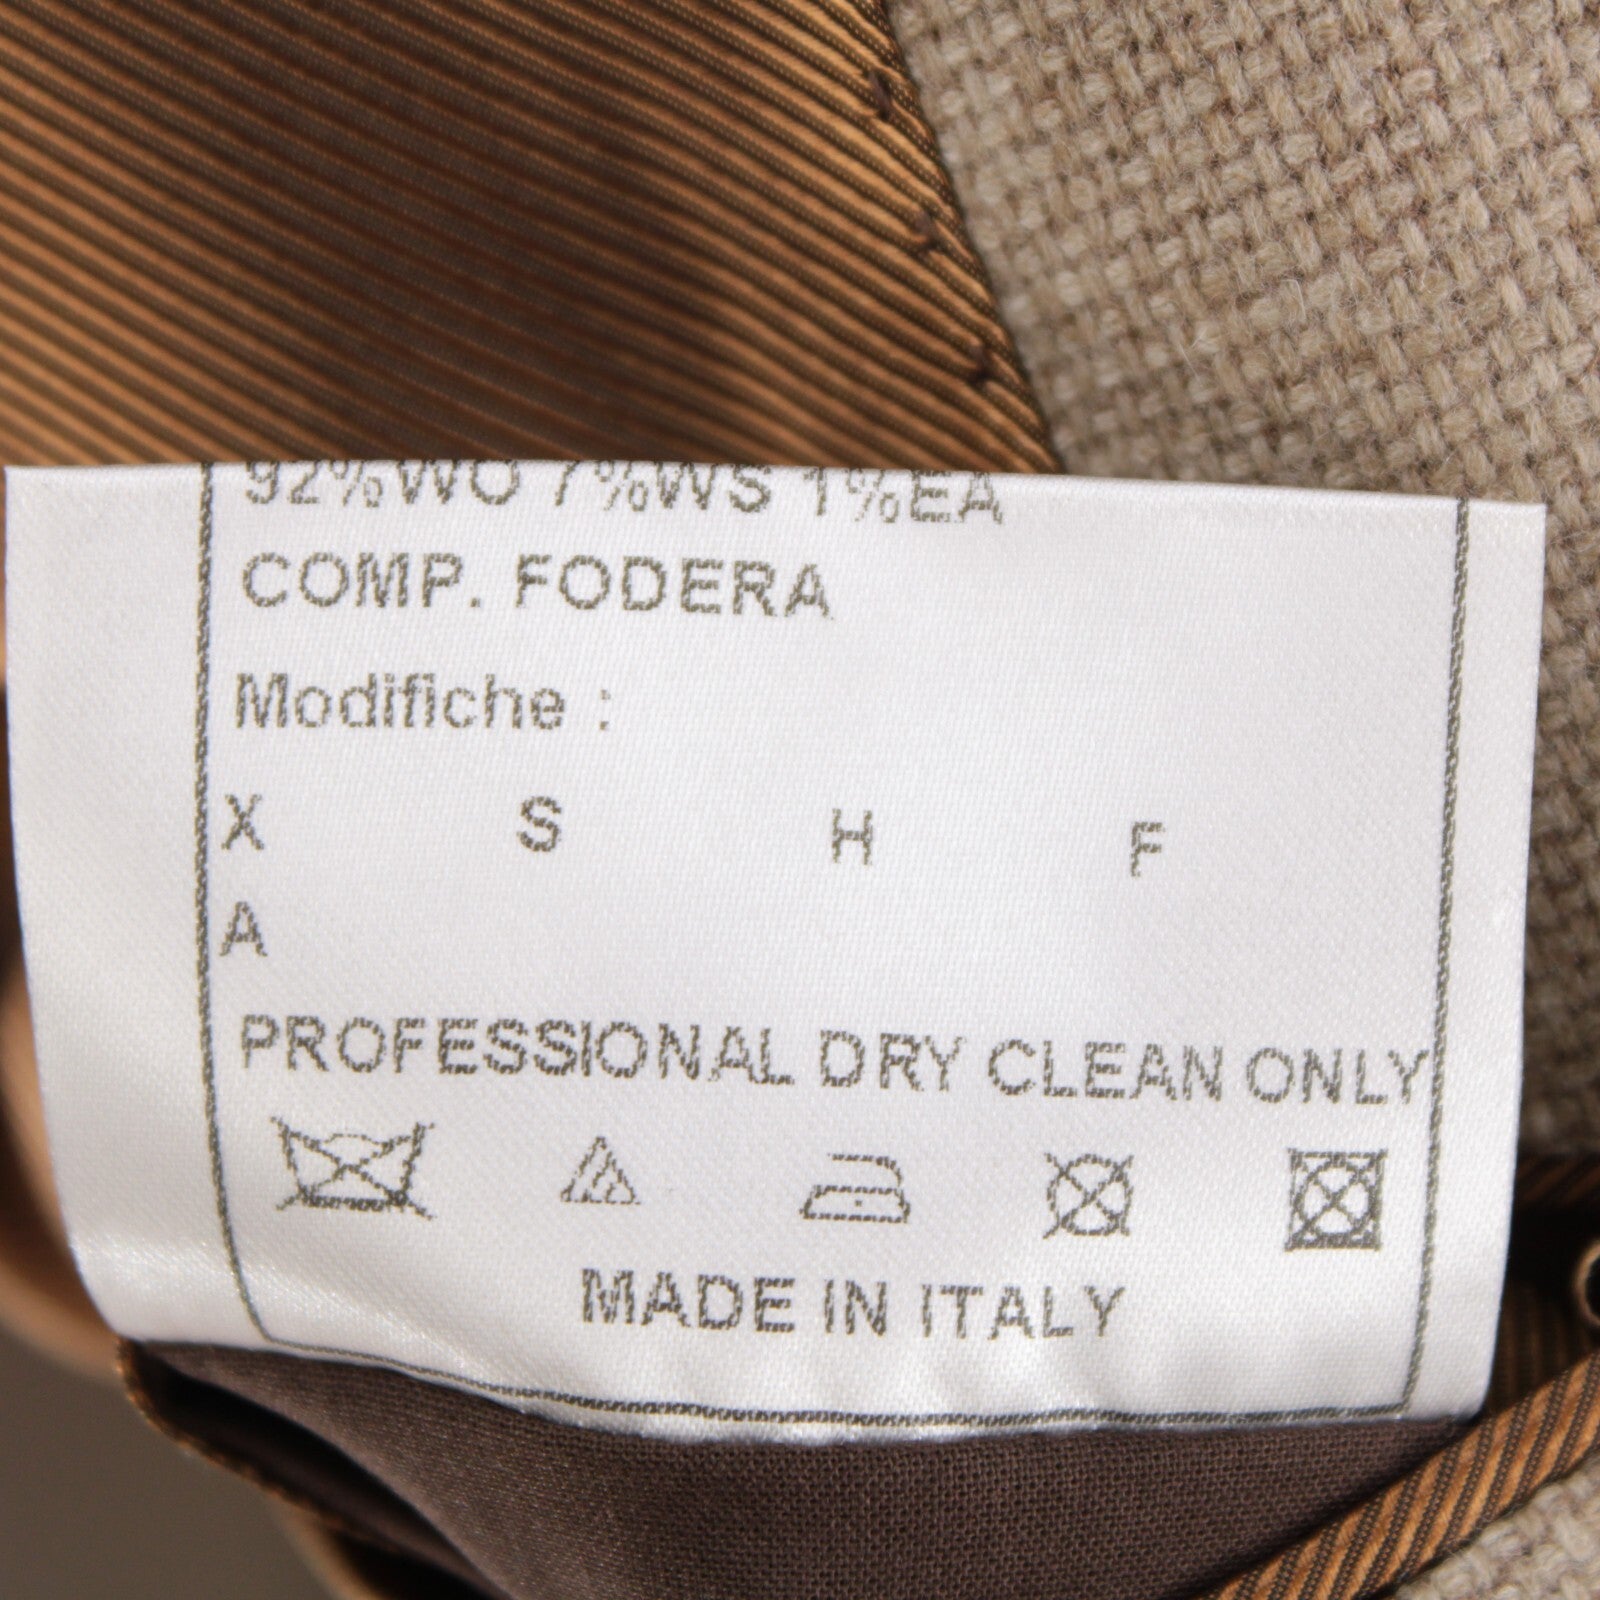 92%WO 7%WS 1%EA
COMP. FODERA
Modifiche :
X S H F
A
PROFESSIONAL DRY CLEAN ONLY
MADE IN ITALY